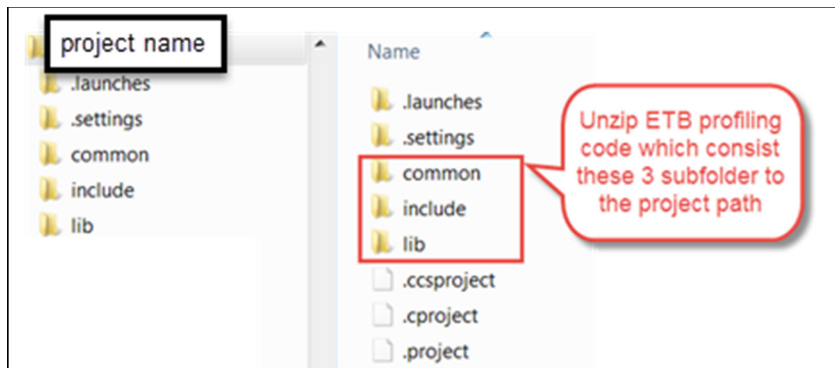 project name
.launches
.settings
common
include
lib
Name
.launches
.settings
common
include
lib
.ccsproject
.cproject
.project
Unzip ETB profiling
code which consist
these 3 subfolder to
the project path